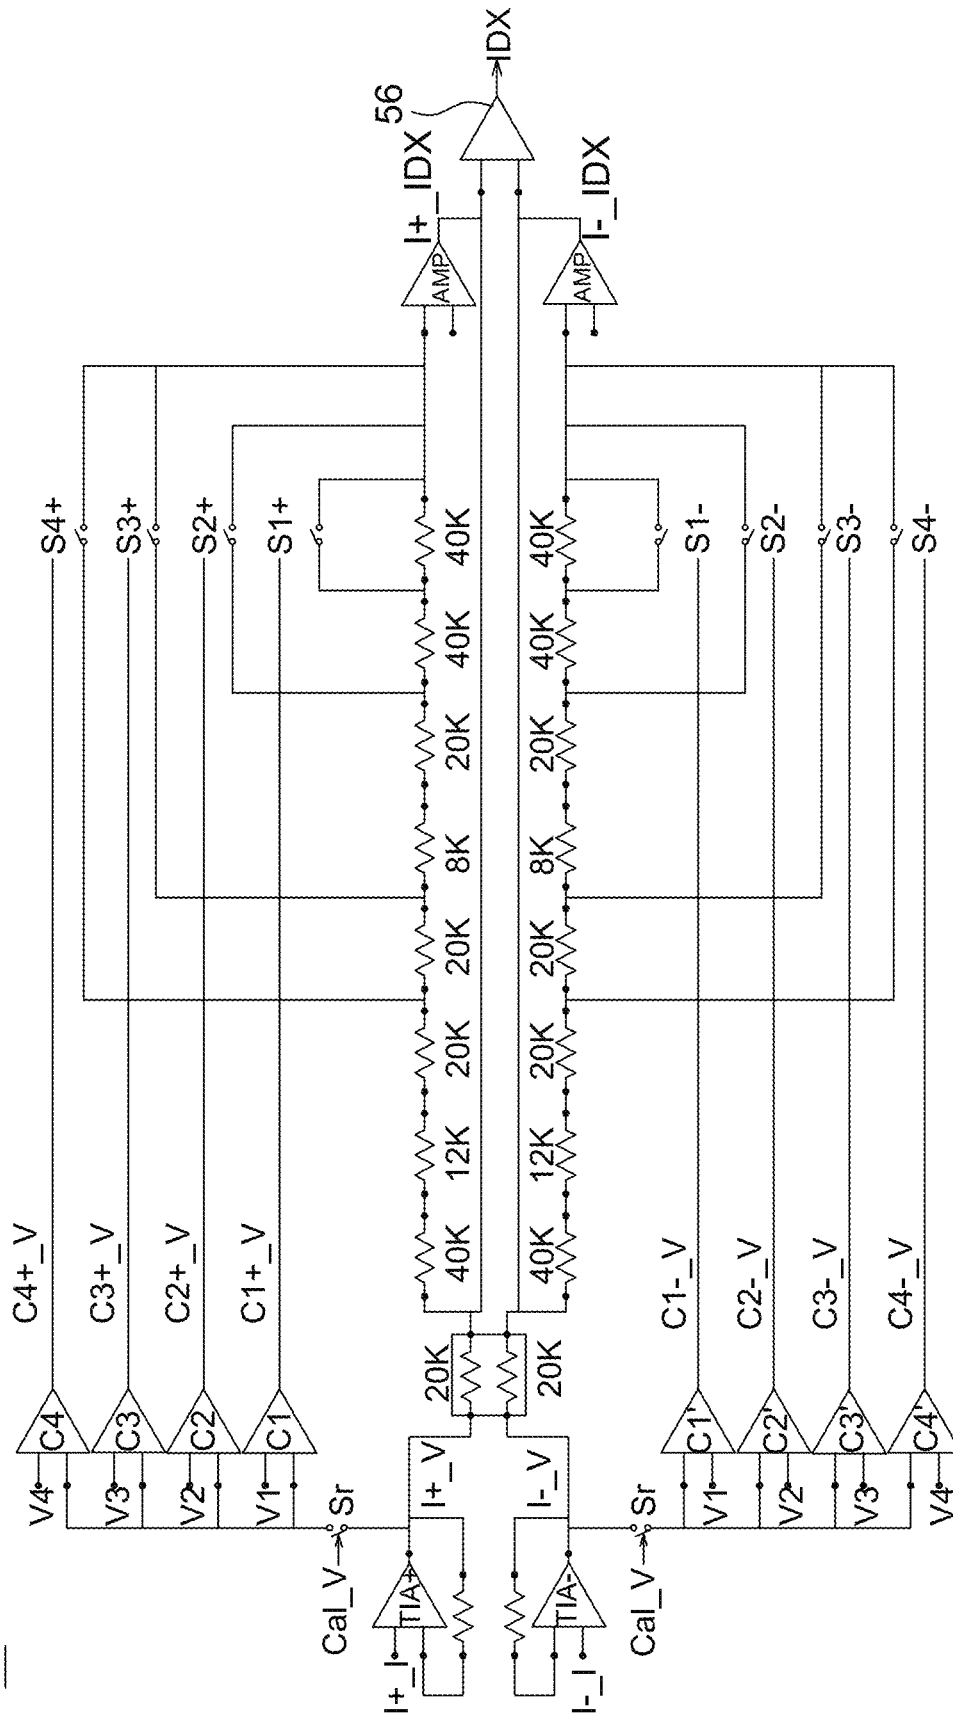 C4+_V
C3+_V
C2+_V
C1+_V
S4+
S3+
S2+
S1+
C4
C3
C2
C1
V4
V3
V2
V1
Sr
Cal_V
TIA+
I+_I
I+_V
20K
40K
12K
20K
20K
8K
20K
40K
40K
AMP
I+_IDX
56
IDX
I-_IDX
AMP
40K
12K
20K
20K
8K
20K
40K
40K
20K
I-_V
TIA-
I-_I
Cal_V
Sr
V1
V2
V3
V4
C1'
C2'
C3'
C4'
C1-_V
C2-_V
C3-_V
C4-_V
S1-
S2-
S3-
S4-